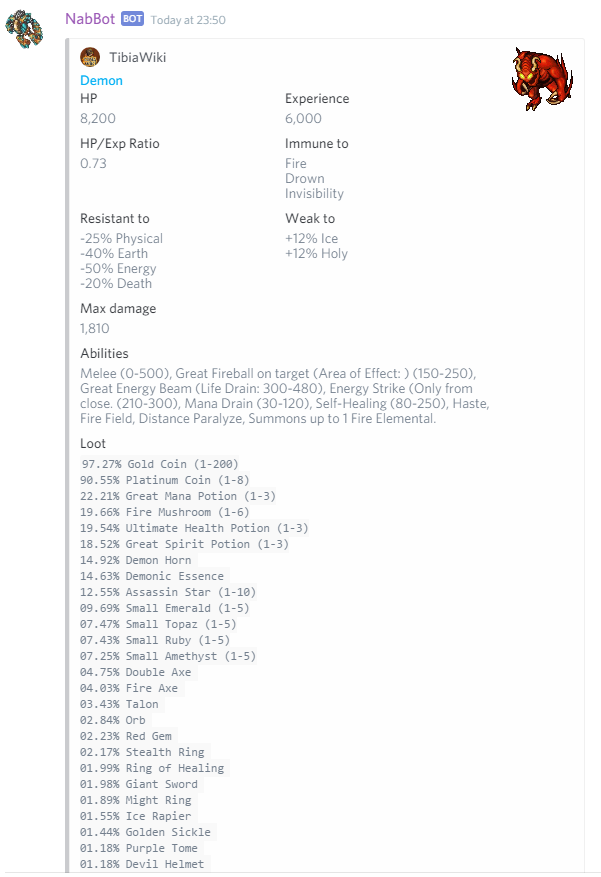 NabBot BOT Today at 23:50
TibiaWiki
Demon
HP
8,200
Experience
6,000
HP/Exp Ratio
0.73
Immune to
Fire
Drown
Invisibility
Resistant to
-25% Physical
-40% Earth
-50% Energy
-20% Death
Weak to
+12% Ice
+12% Holy
Max damage
1,810
Abilities
Melee (0-500), Great Fireball on target (Area of Effect: ) (150-250),
Great Energy Beam (Life Drain: 300-480), Energy Strike (Only from
close. (210-300), Mana Drain (30-120), Self-Healing (80-250), Haste,
Fire Field, Distance Paralyze, Summons up to 1 Fire Elemental.
Loot
97.27% Gold Coin (1-200)
90.55% Platinum Coin (1-8)
22.21% Great Mana Potion (1-3)
19.66% Fire Mushroom (1-6)
19.54% Ultimate Health Potion (1-3)
18.52% Great Spirit Potion (1-3)
14.92% Demon Horn
14.63% Demonic Essence
12.55% Assassin Star (1-10)
09.69% Small Emerald (1-5)
07.47% Small Topaz (1-5)
07.43% Small Ruby (1-5)
07.25% Small Amethyst (1-5)
04.75% Double Axe
04.03% Fire Axe
03.43% Talon
02.84% Orb
02.23% Red Gem
02.17% Stealth Ring
01.99% Ring of Healing
01.98% Giant Sword
01.89% Might Ring
01.55% Ice Rapier
01.44% Golden Sickle
01.18% Purple Tome
01.18% Devil Helmet